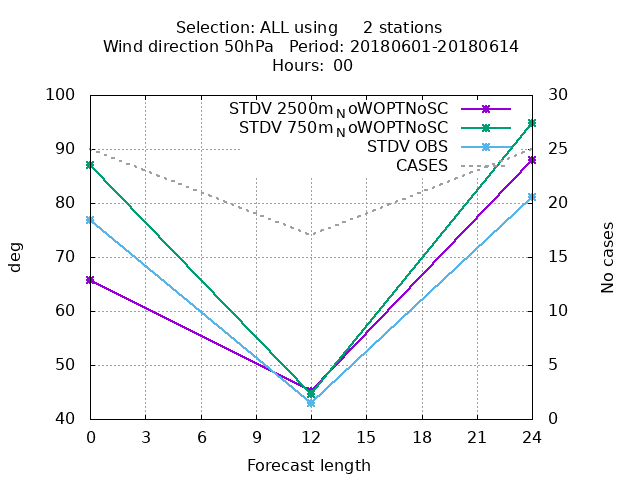 Selection: ALL using     2 stations
Wind direction 50hPa   Period: 20180601-20180614
Hours:  00
STDV 2500m_NoWOPTNoSC
STDV 750m_NoWOPTNoSC
STDV OBS
CASES
100
90
80
70
60
50
40
deg
30
25
20
15
10
5
0
No cases
0 3 6 9 12 15 18 21 24
Forecast length